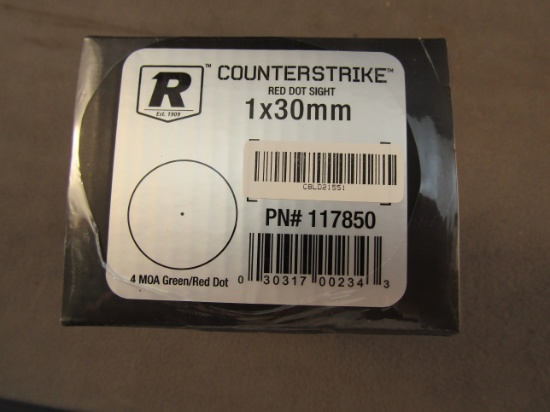 R™
Est. 1909
COUNTERSTRIKE™
RED DOT SIGHT
1x30mm
CBLD21551
PN# 117850
4 MOA Green/Red Dot
0 30317 00234 3